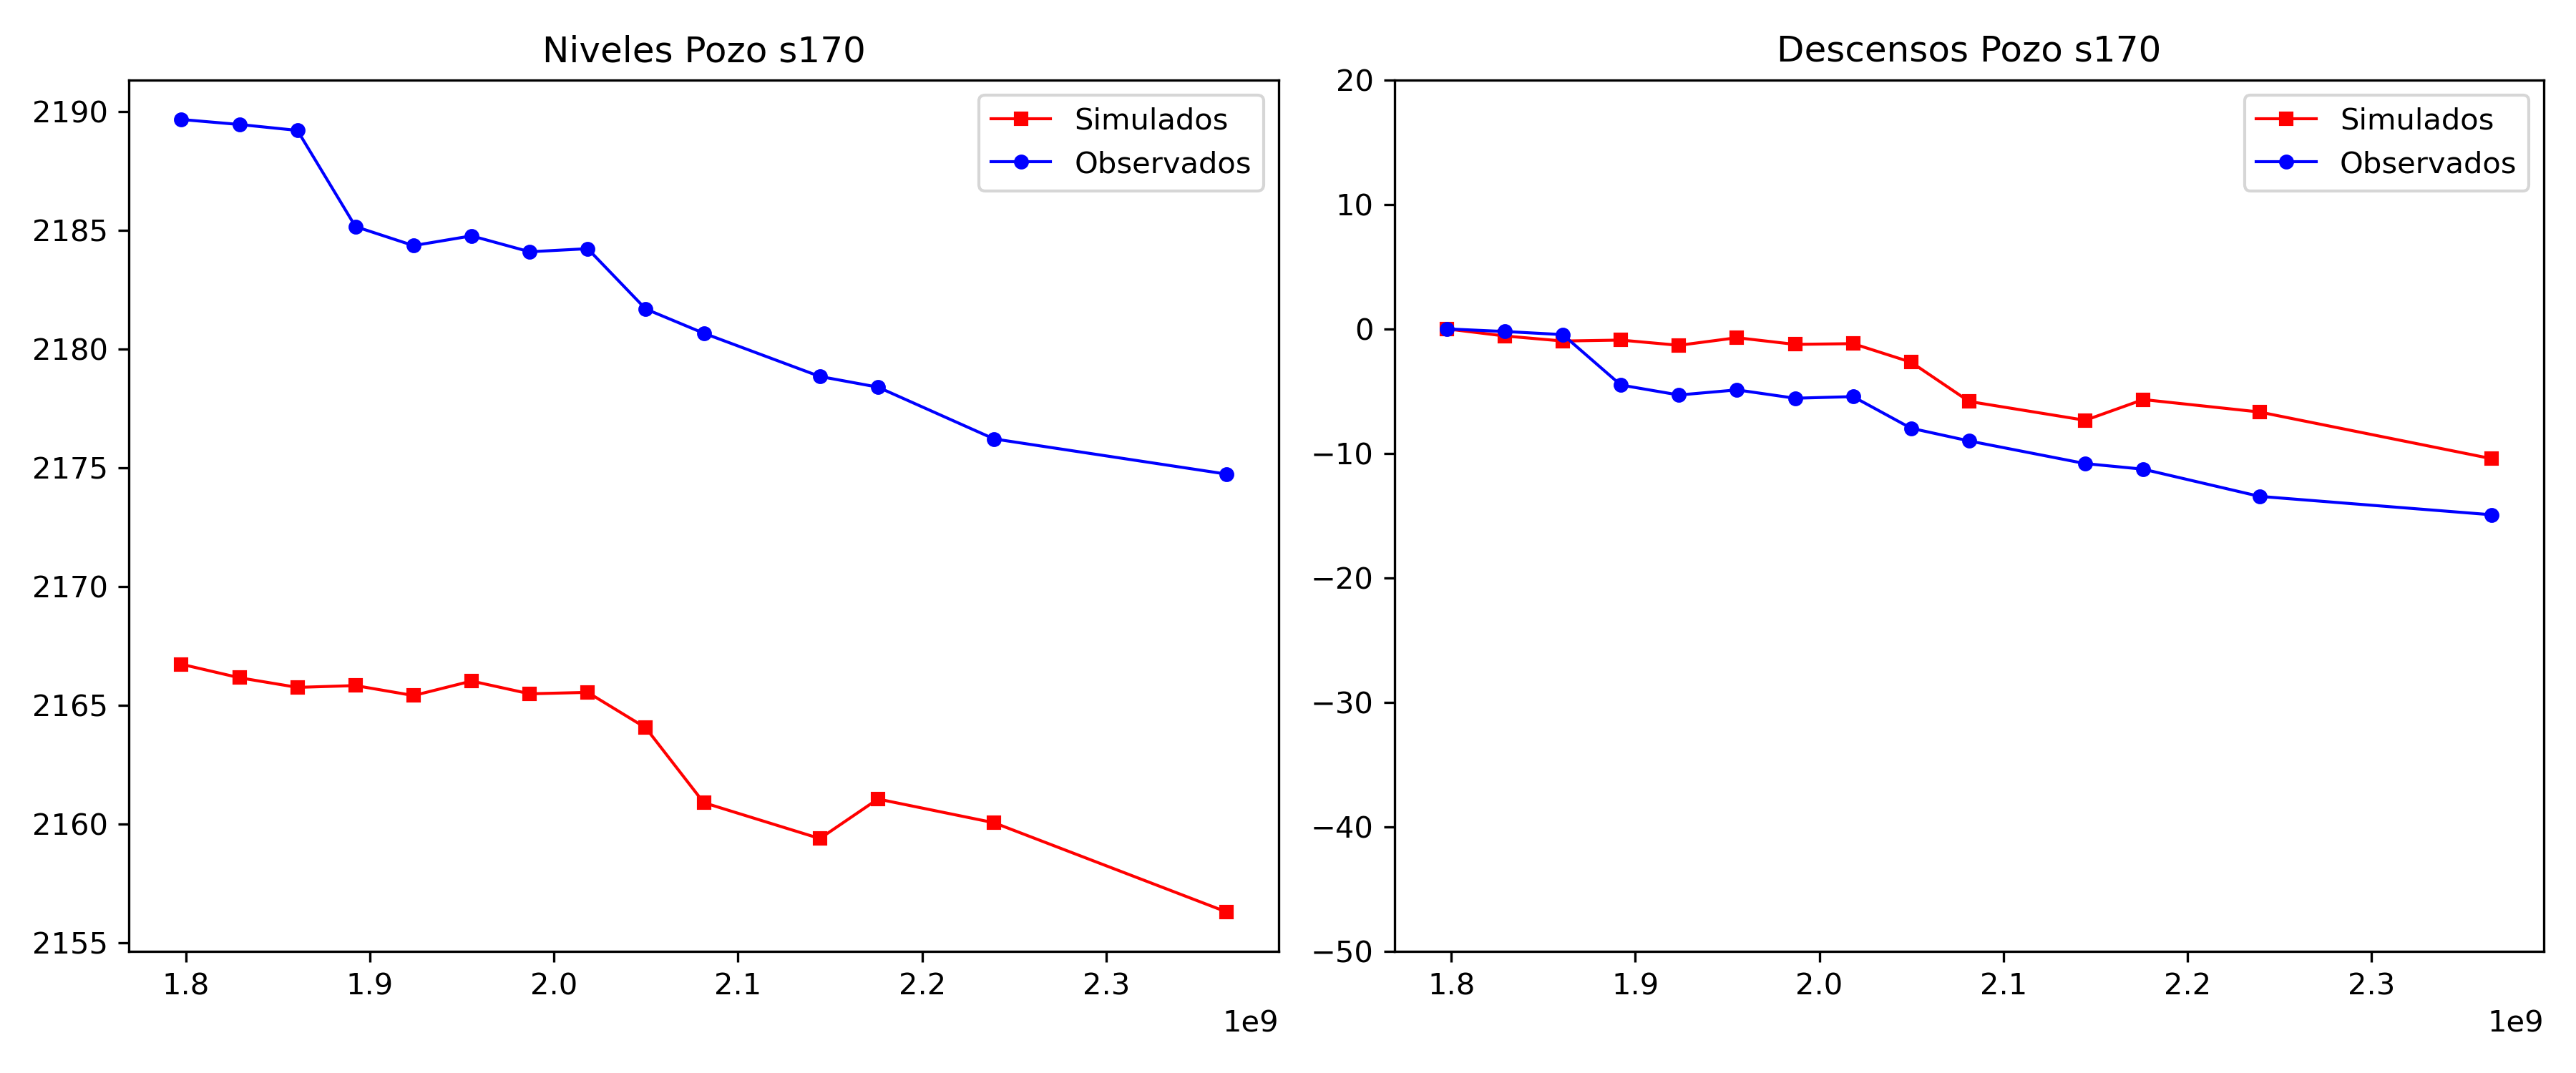 Niveles Pozo s170
Simulados
Observados
2190
2185
2180
2175
2170
2165
2160
2155
1.8 1.9 2.0 2.1 2.2 2.3
1e9
Descensos Pozo s170
Simulados
Observados
20
10
0
−10
−20
−30
−40
−50
1.8 1.9 2.0 2.1 2.2 2.3
1e9